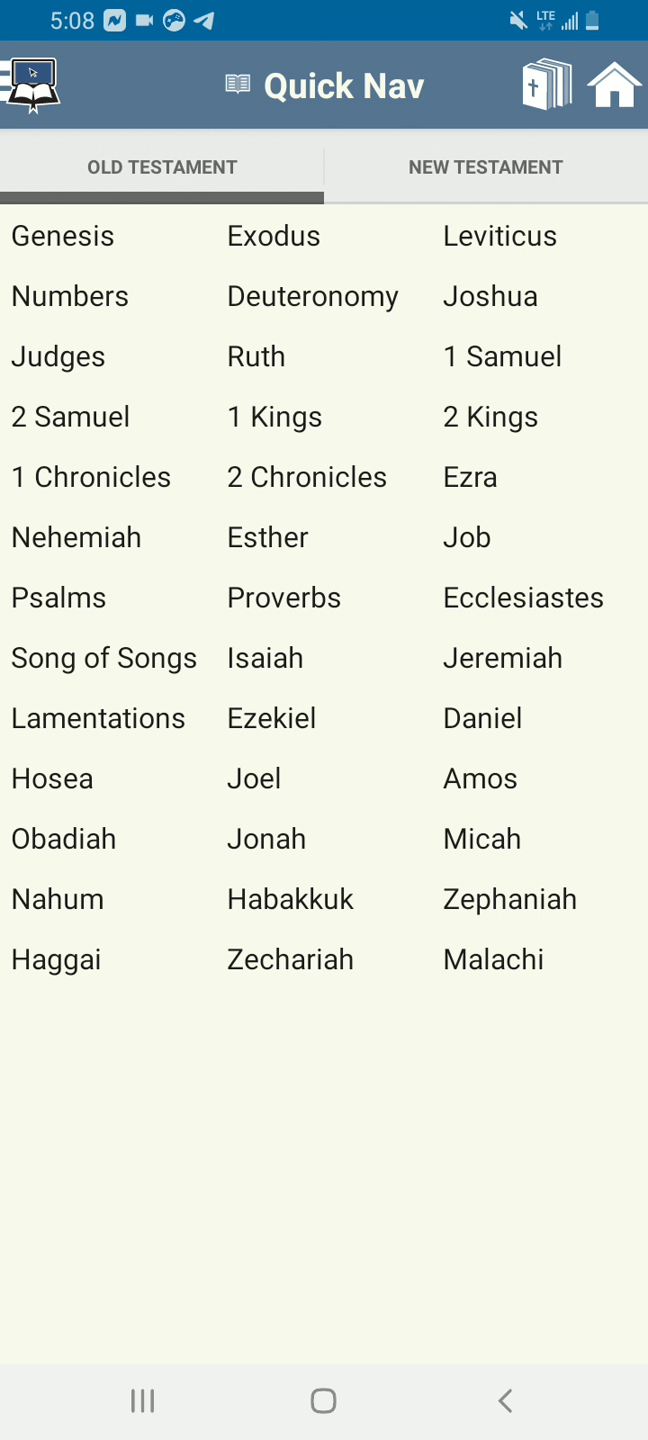 5:08 LTE
Quick Nav
OLD TESTAMENT NEW TESTAMENT
Genesis Exodus Leviticus
Numbers Deuteronomy Joshua
Judges Ruth 1 Samuel
2 Samuel 1 Kings 2 Kings
1 Chronicles 2 Chronicles Ezra
Nehemiah Esther Job
Psalms Proverbs Ecclesiastes
Song of Songs Isaiah Jeremiah
Lamentations Ezekiel Daniel
Hosea Joel Amos
Obadiah Jonah Micah
Nahum Habakkuk Zephaniah
Haggai Zechariah Malachi